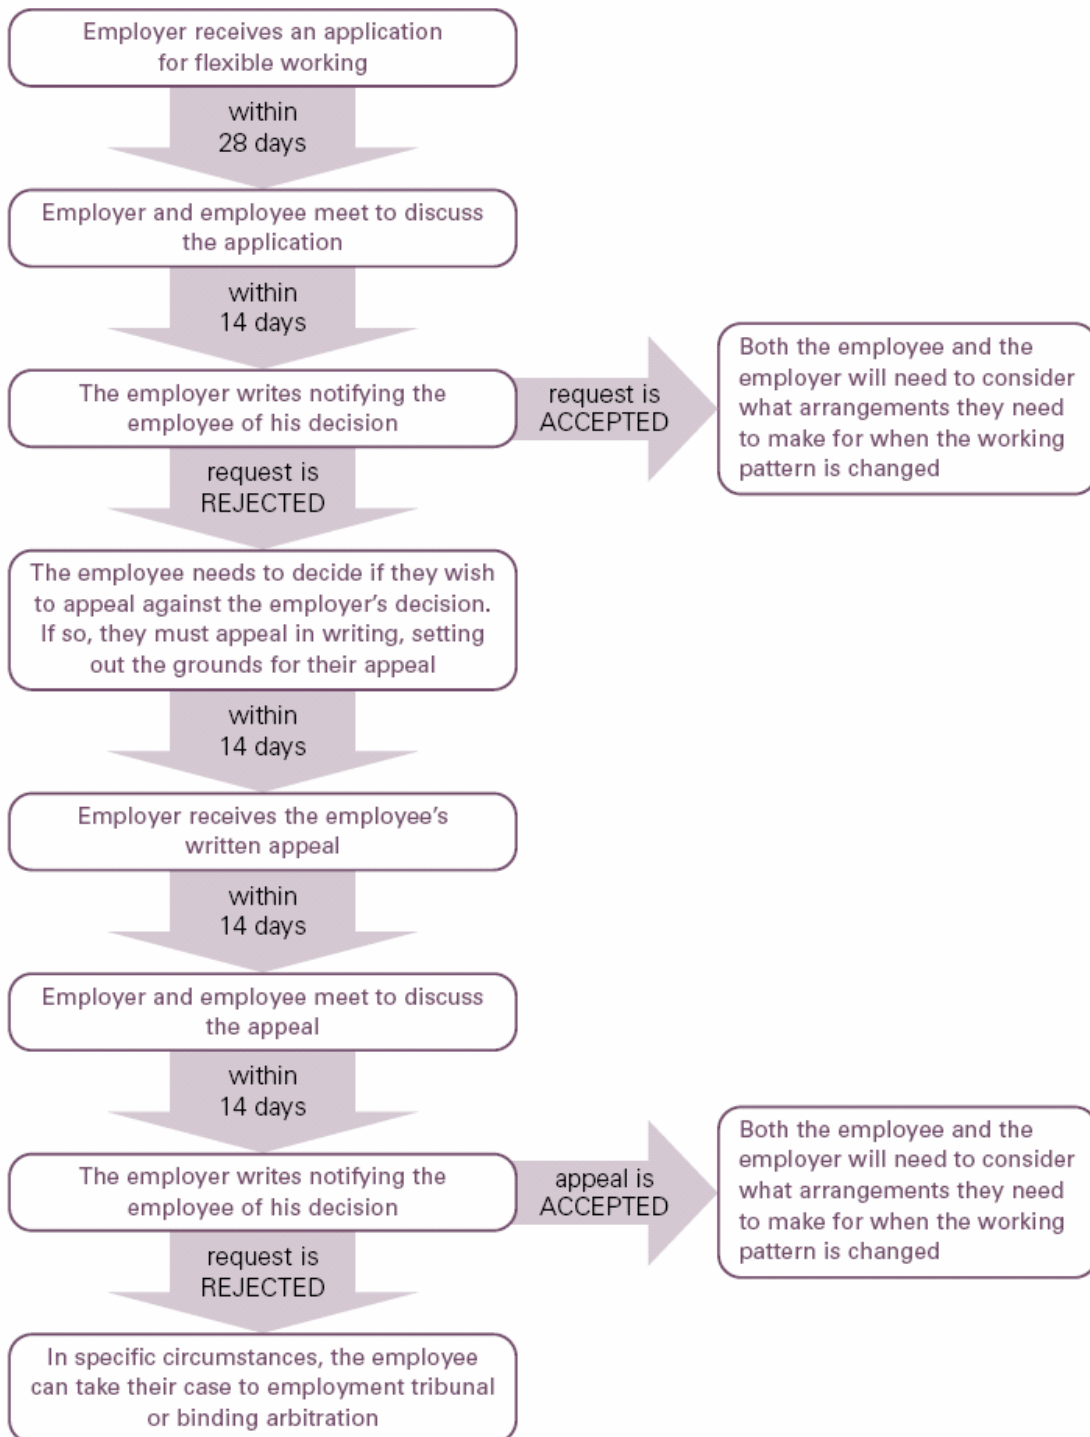 Employer receives an application
for flexible working
within
28 days
Employer and employee meet to discuss
the application
within
14 days
The employer writes notifying the
employee of his decision
request is
ACCEPTED
Both the employee and the
employer will need to consider
what arrangements they need
to make for when the working
pattern is changed
request is
REJECTED
The employee needs to decide if they wish
to appeal against the employer’s decision.
If so, they must appeal in writing, setting
out the grounds for their appeal
within
14 days
Employer receives the employee’s
written appeal
within
14 days
Employer and employee meet to discuss
the appeal
within
14 days
The employer writes notifying the
employee of his decision
appeal is
ACCEPTED
Both the employee and the
employer will need to consider
what arrangements they need
to make for when the working
pattern is changed
request is
REJECTED
In specific circumstances, the employee
can take their case to employment tribunal
or binding arbitration